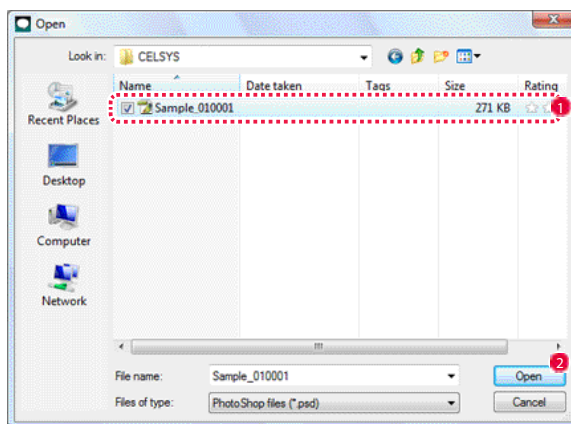 Open
Look in: CELSYS
Name Date taken Tags Size Rating
Sample_010001 271 KB 1
Recent Places
Desktop
Computer
Network
2
File name: Sample_010001 Open
Files of type: PhotoShop files (*.psd) Cancel